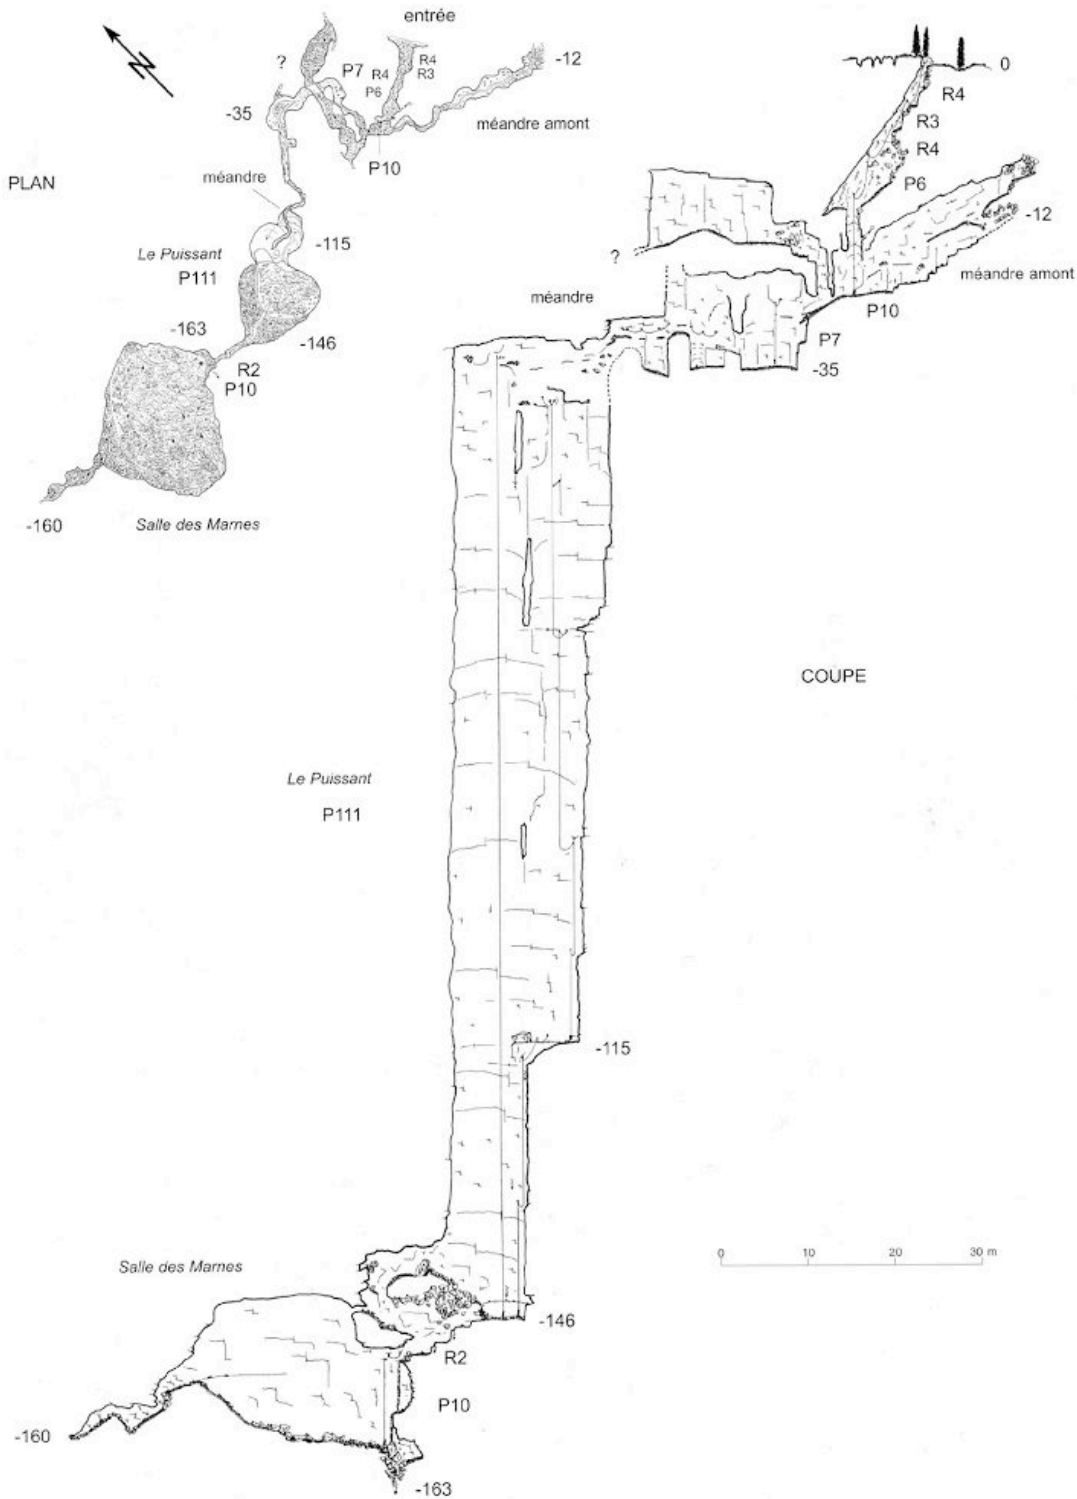 entrée
N
?
P7
R4
P6
R4
R3
-12
-35
P10
méandre amont
PLAN
méandre
-115
Le Puissant
P111
-163
-146
R2
P10
-160
Salle des Marnes
0
R4
R3
R4
P6
-12
?
méandre amont
méandre
P10
P7
-35
COUPE
Le Puissant
P111
-115
Salle des Marnes
0 10 20 30 m
-146
R2
P10
-160
-163